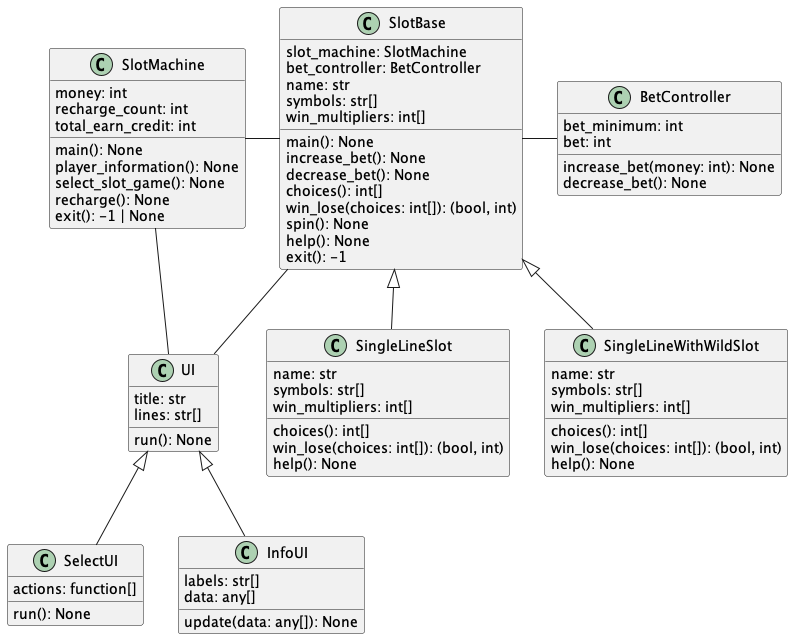 C SlotBase
slot_machine: SlotMachine
bet_controller: BetController
name: str
symbols: str[]
win_multipliers: int[]
main(): None
increase_bet(): None
decrease_bet(): None
choices(): int[]
win_lose(choices: int[]): (bool, int)
spin(): None
help(): None
exit(): -1
C SlotMachine
money: int
recharge_count: int
total_earn_credit: int
main(): None
player_information(): None
select_slot_game(): None
recharge(): None
exit(): -1 | None
C BetController
bet_minimum: int
bet: int
increase_bet(money: int): None
decrease_bet(): None
C UI
title: str
lines: str[]
run(): None
C SingleLineSlot
name: str
symbols: str[]
win_multipliers: int[]
choices(): int[]
win_lose(choices: int[]): (bool, int)
help(): None
C SingleLineWithWildSlot
name: str
symbols: str[]
win_multipliers: int[]
choices(): int[]
win_lose(choices: int[]): (bool, int)
help(): None
C SelectUI
actions: function[]
run(): None
C InfoUI
labels: str[]
data: any[]
update(data: any[]): None